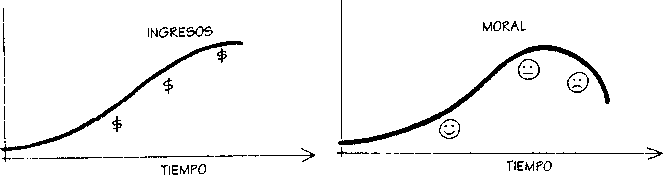 INGRESOS
$
$
$
TIEMPO
MORAL
TIEMPO